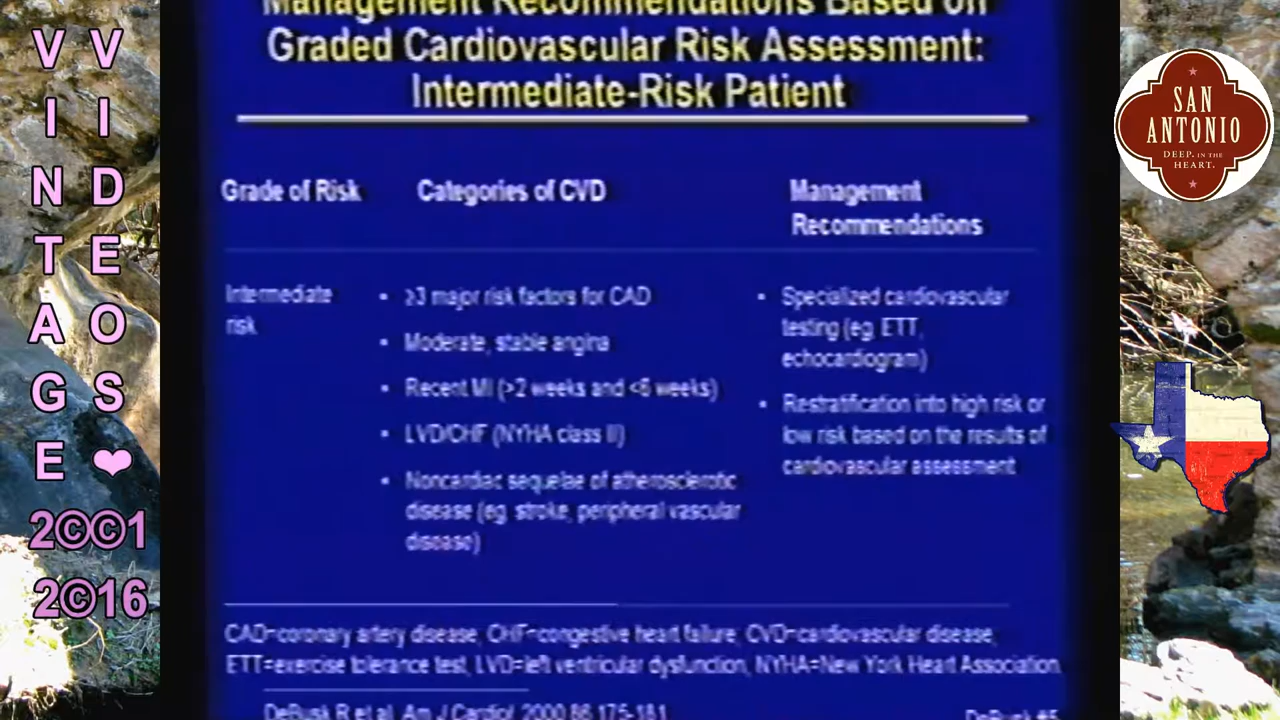 Management Recommendations Based on
Graded Cardiovascular Risk Assessment:
Intermediate-Risk Patient
Grade of Risk
Categories of CVD
Management
Recommendations
Intermediate
risk
• ≥3 major risk factors for CAD
• Moderate, stable angina
• Recent MI (>2 weeks and <6 weeks)
• LVD/CHF (NYHA class II)
• Noncardiac sequelae of atherosclerotic
disease (eg. stroke, peripheral vascular
disease)
• Specialized cardiovascular
testing (eg. ETT,
echocardiogram)
• Restratification into high risk or
low risk based on the results of
cardiovascular assessment
CAD=coronary artery disease, CHF=congestive heart failure, CVD=cardiovascular disease,
ETT=exercise tolerance test, LVD=left ventricular dysfunction, NYHA=New York Heart Association.
DeBusk R et al. Am J Cardiol. 2000;86:175-181.
DeBusk #5
VINTAGE
VIDEOS ❤
2©©1
2©16
SAN
ANTONIO
DEEP. IN THE
HEART.